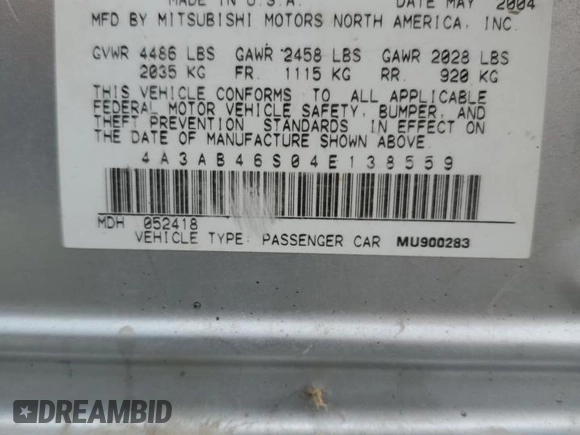 MADE IN U.S.A. DATE MAY 2004
MFD BY MITSUBISHI MOTORS NORTH AMERICA, INC.
GVWR 4486 LBS GAWR 2458 LBS GAWR 2028 LBS
2035 KG FR. 1115 KG RR. 920 KG
THIS VEHICLE CONFORMS TO ALL APPLICABLE
FEDERAL MOTOR VEHICLE SAFETY, BUMPER, AND
THEFT PREVENTION STANDARDS IN EFFECT ON
THE DATE OF MANUFACTURE SHOWN ABOVE.
4A3AB46S04E138559
MDH 052418
VEHICLE TYPE: PASSENGER CAR MU900283
DREAMBID